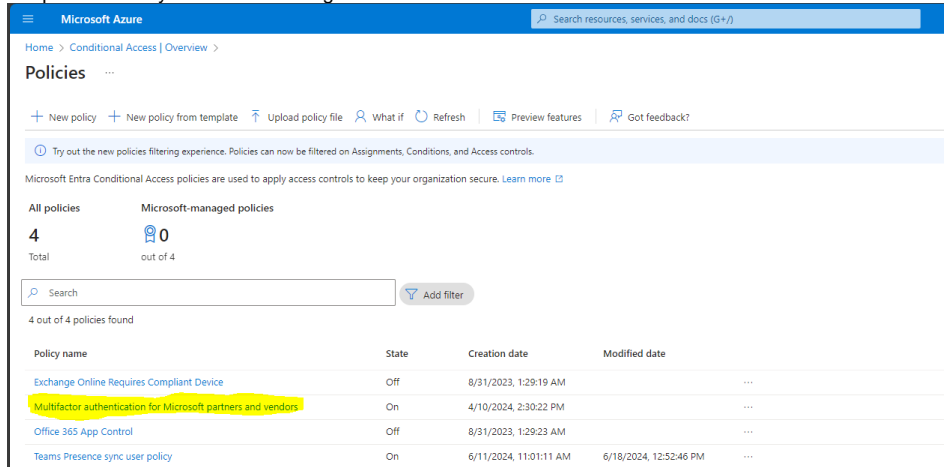 Microsoft Azure
Search resources, services, and docs (G+/)
Home > Conditional Access | Overview >
Policies ...
+ New policy + New policy from template Upload policy file What if Refresh Preview features Got feedback?
Try out the new policies filtering experience. Policies can now be filtered on Assignments, Conditions, and Access controls.
Microsoft Entra Conditional Access policies are used to apply access controls to keep your organization secure. Learn more
All policies Microsoft-managed policies
4 0
Total out of 4
Search Add filter
4 out of 4 policies found
Policy name State Creation date Modified date
Exchange Online Requires Compliant Device Off 8/31/2023, 1:29:19 AM ...
Multifactor authentication for Microsoft partners and vendors On 4/10/2024, 2:30:22 PM ...
Office 365 App Control Off 8/31/2023, 1:29:23 AM ...
Teams Presence sync user policy On 6/11/2024, 11:01:11 AM 6/18/2024, 12:52:46 PM ...